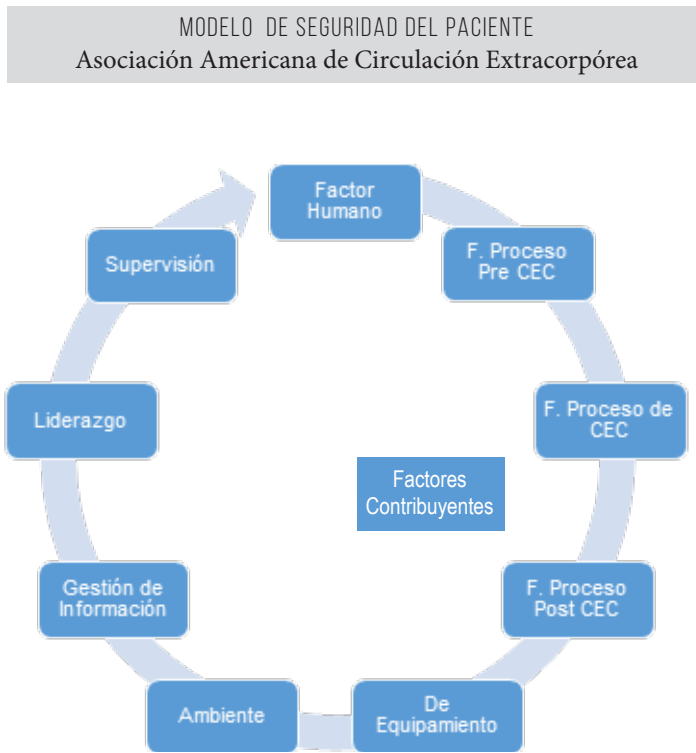 MODELO DE SEGURIDAD DEL PACIENTE
Asociación Americana de Circulación Extracorpórea
Factor
Humano
F. Proceso
Pre CEC
F. Proceso de
CEC
F. Proceso
Post CEC
De
Equipamiento
Ambiente
Gestión de
Información
Liderazgo
Supervisión
Factores
Contribuyentes